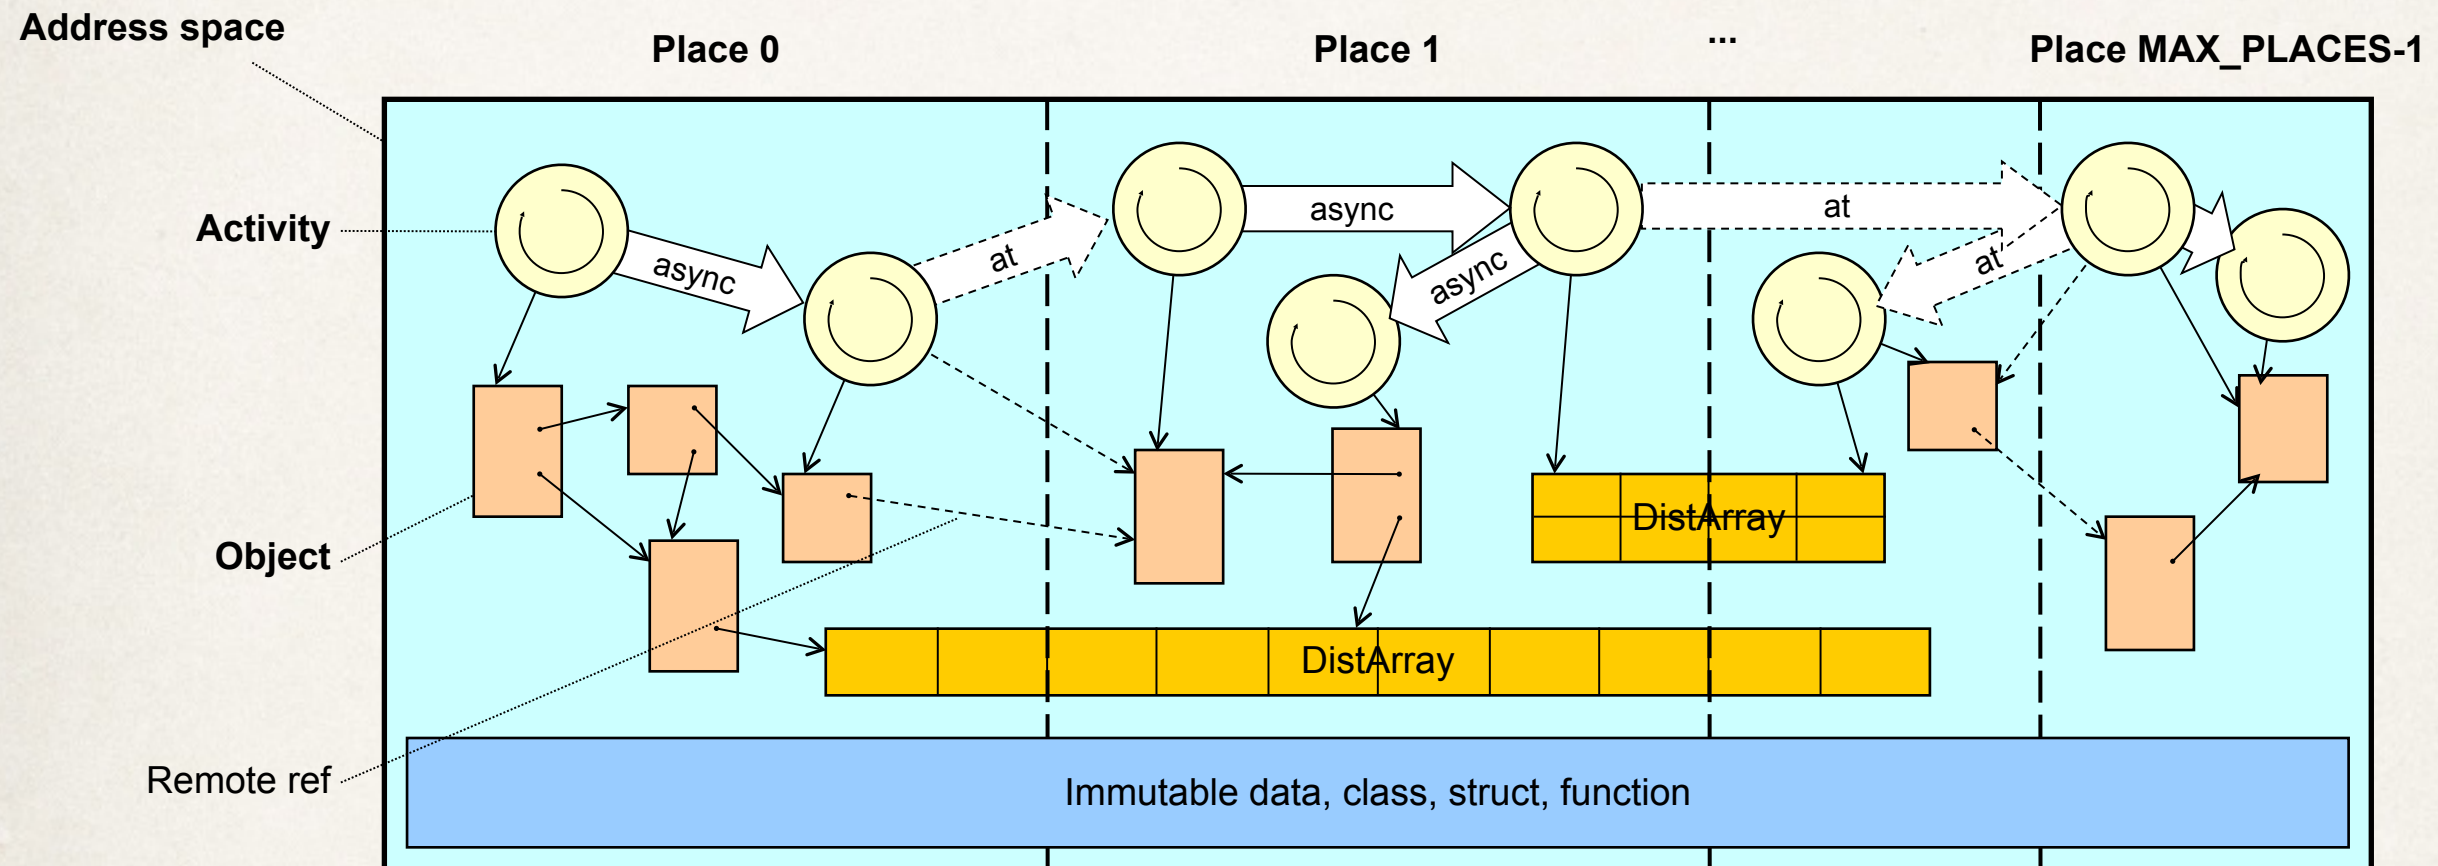 Address space
Place 0
Place 1
...
Place MAX_PLACES-1
Activity
async
at
async
async
at
at
Object
DistArray
DistArray
Remote ref
Immutable data, class, struct, function